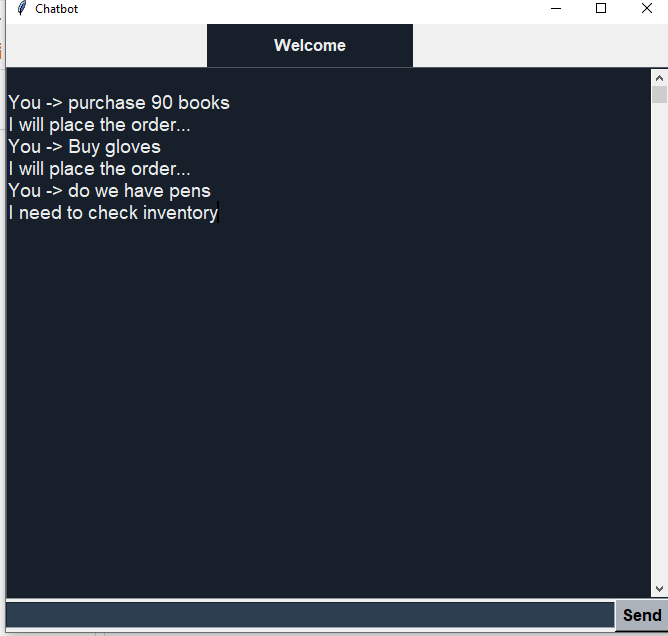 Chatbot
Welcome
You -> purchase 90 books
I will place the order...
You -> Buy gloves
I will place the order...
You -> do we have pens
I need to check inventory
Send